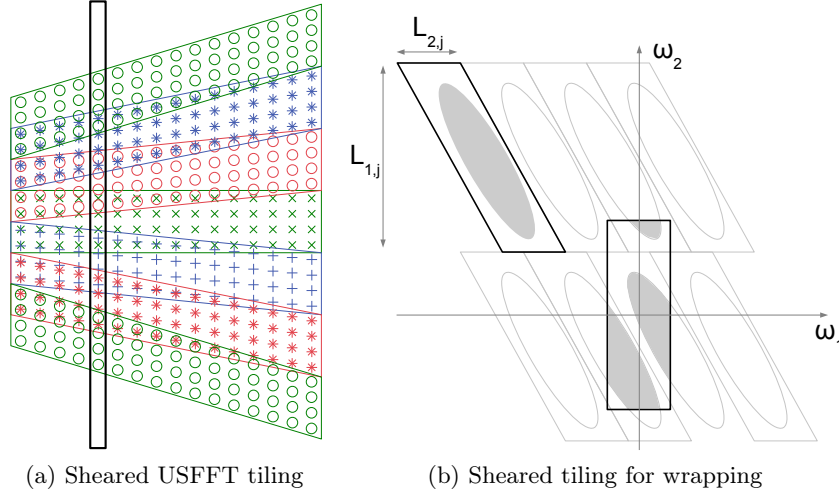 L2,j
ω2
L1,j
ω1
(a) Sheared USFFT tiling
(b) Sheared tiling for wrapping